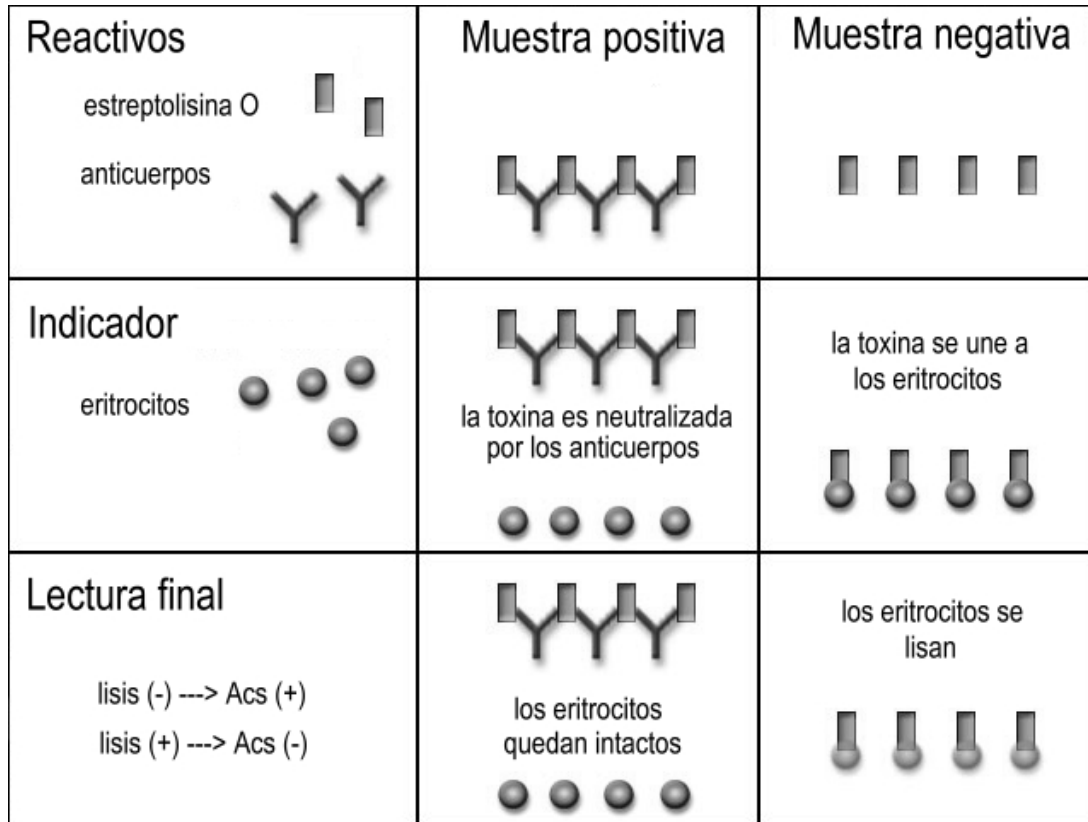 Reactivos
estreptolisina O
anticuerpos
Muestra positiva
Muestra negativa
Indicador
eritrocitos
la toxina es neutralizada
por los anticuerpos
la toxina se une a
los eritrocitos
Lectura final
lisis (-) ---> Acs (+)
lisis (+) ---> Acs (-)
los eritrocitos
quedan intactos
los eritrocitos se
lisan